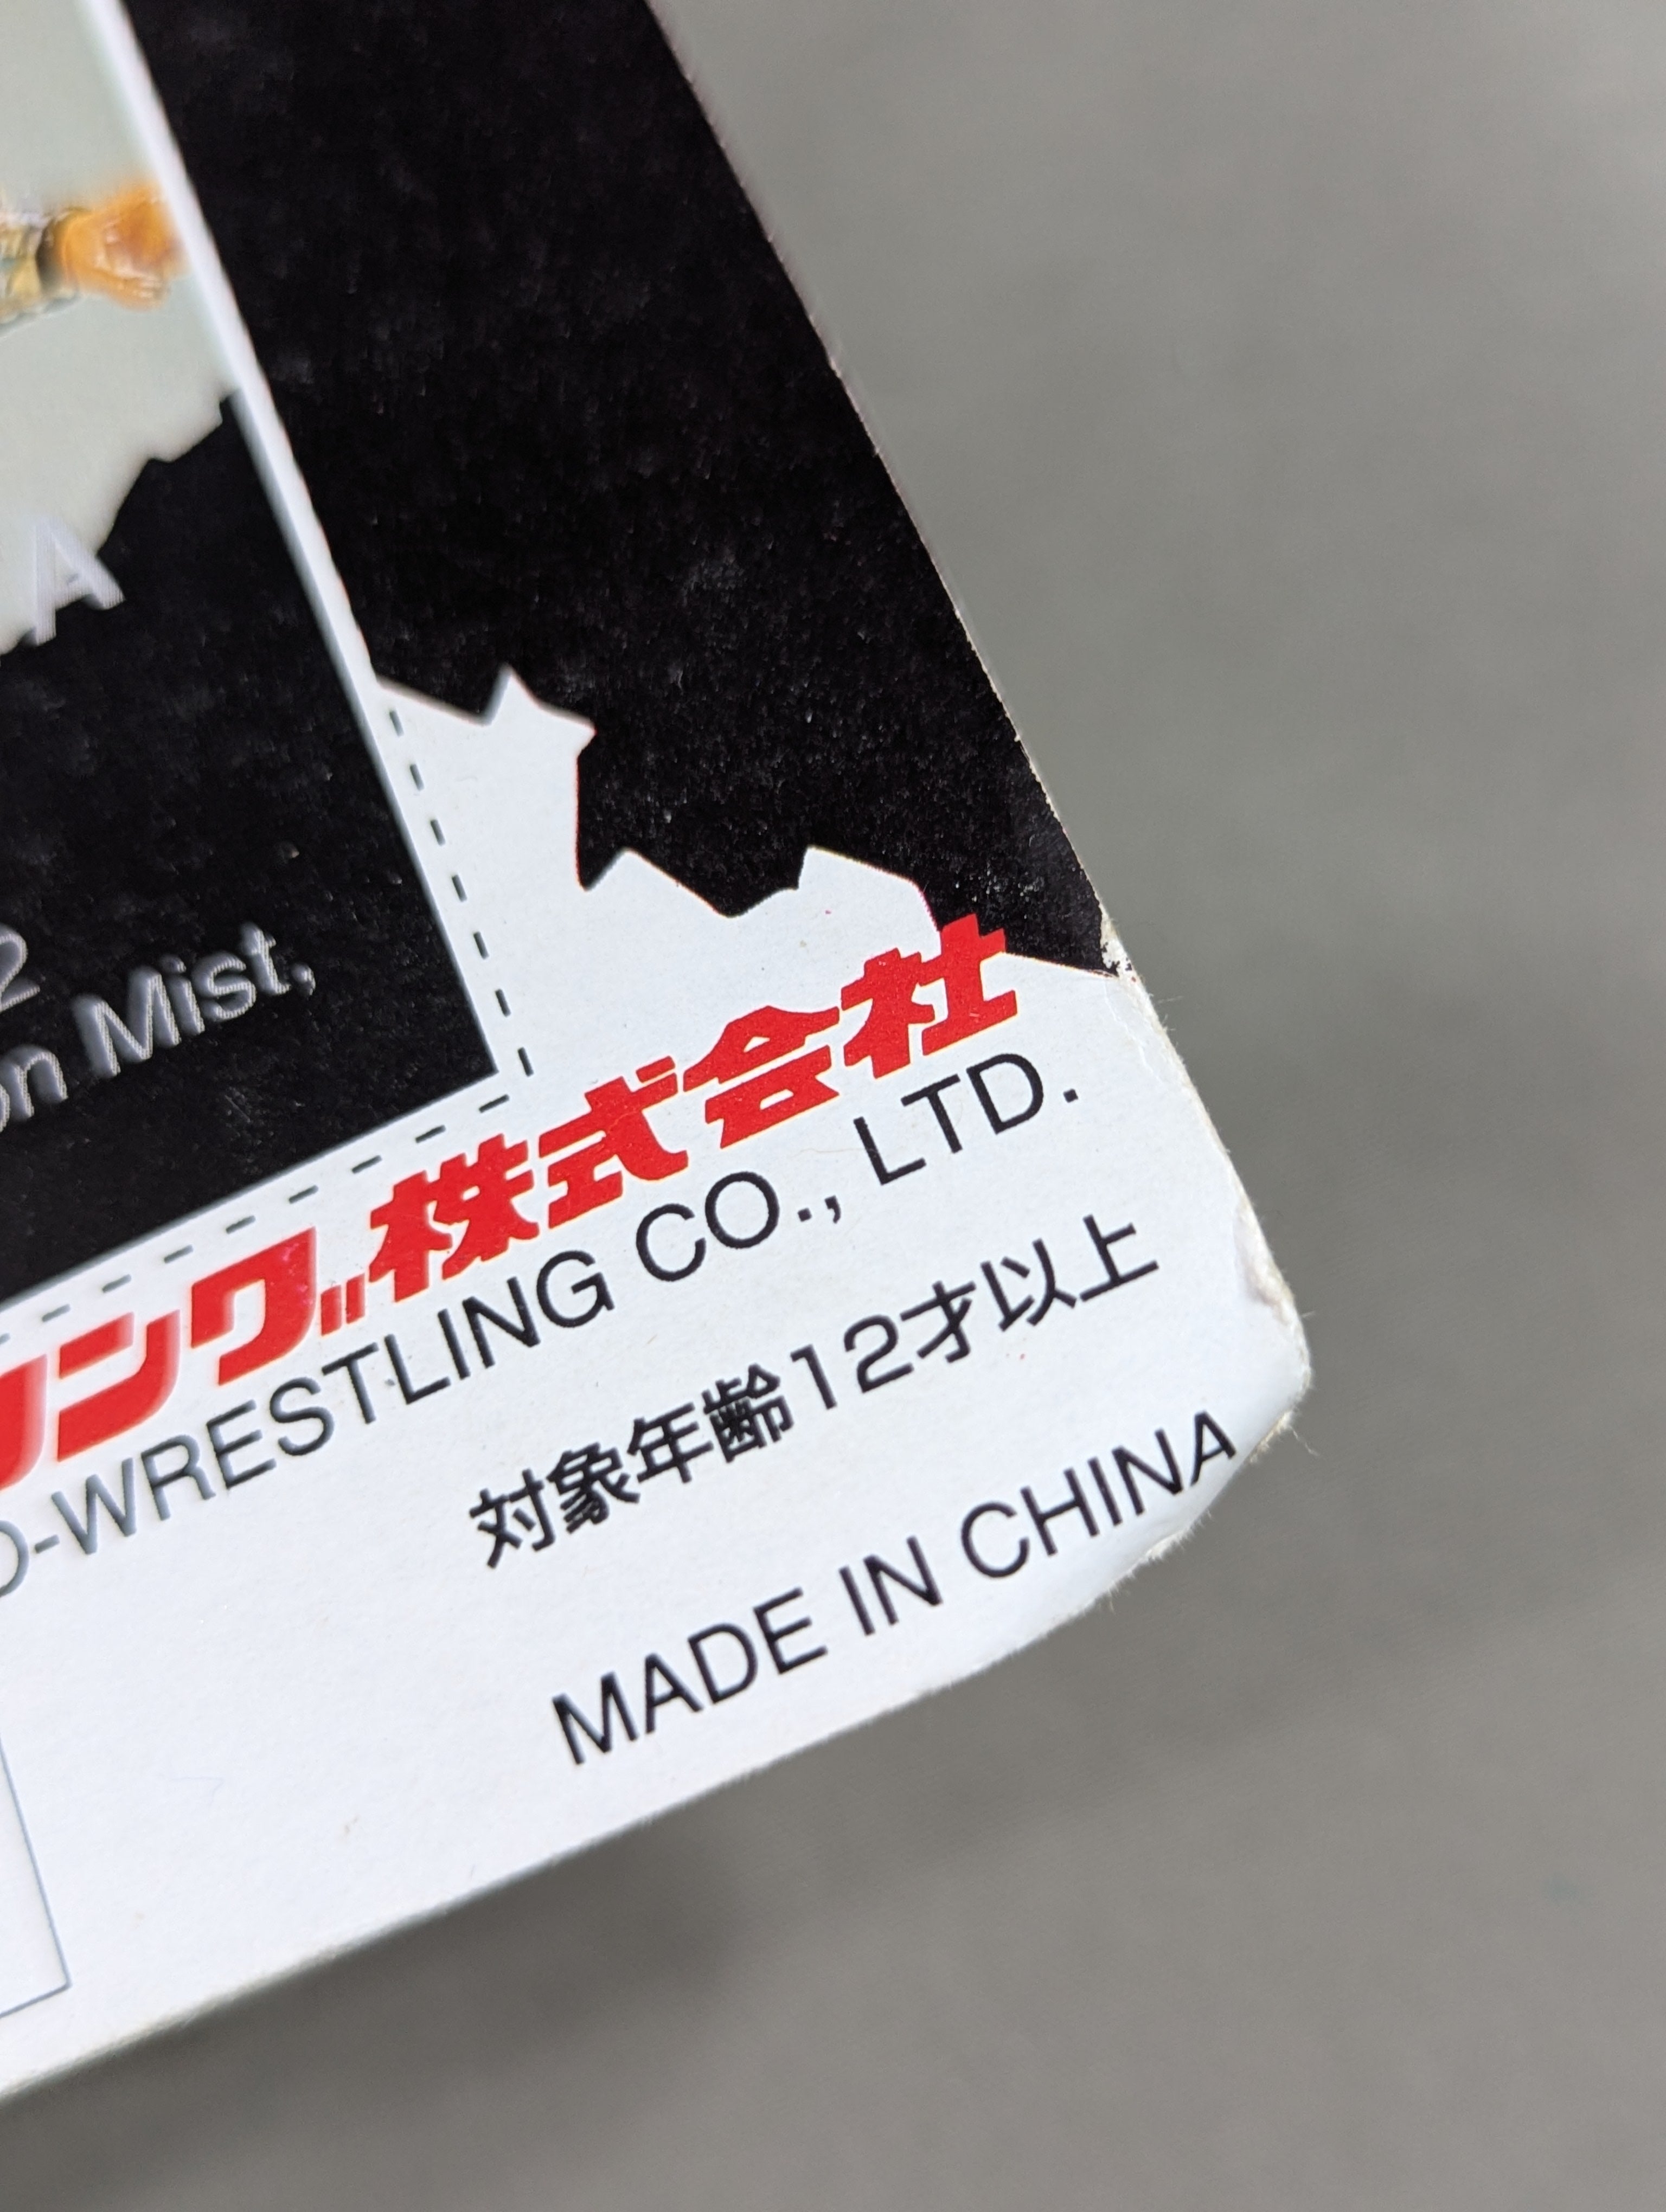 A
2
on Mist,
リング株式会社
O-WRESTLING CO., LTD.
対象年齢12才以上
MADE IN CHINA